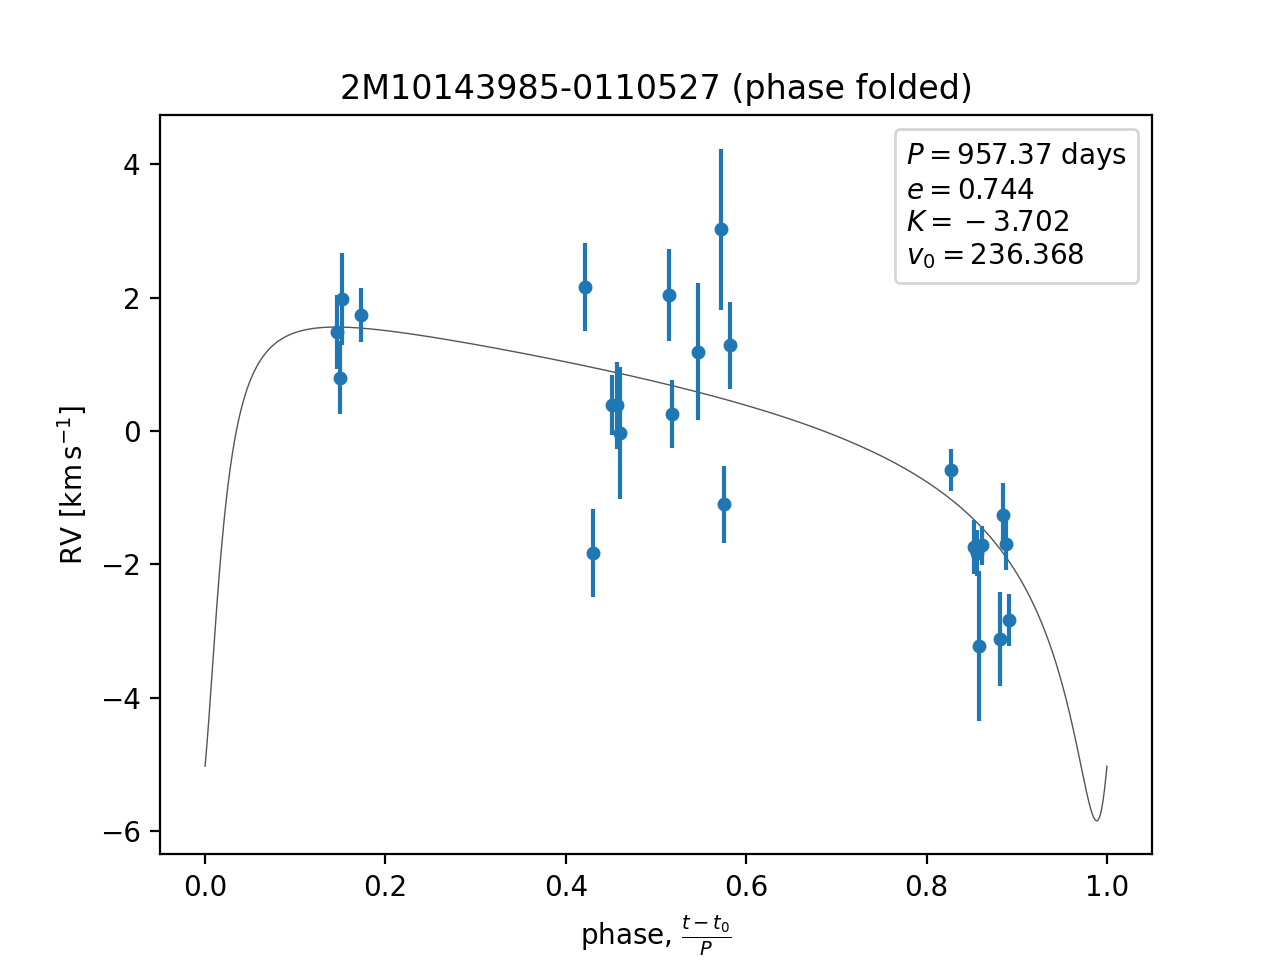 2M10143985-0110527 (phase folded)
P = 957.37 days
e = 0.744
K = −3.702
v₀ = 236.368
4
2
0
−2
−4
−6
RV [km s⁻¹]
0.0 0.2 0.4 0.6 0.8 1.0
phase, (t − t₀)/P